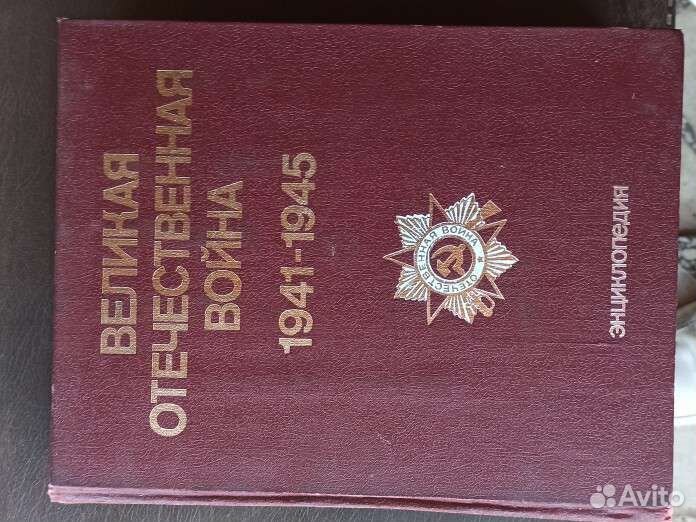 ВЕЛИКАЯ
ОТЕЧЕСТВЕННАЯ
ВОЙНА
1941-1945
ОТЕЧЕСТВЕННАЯ ВОЙНА
ЭНЦИКЛОПЕДИЯ
Avito